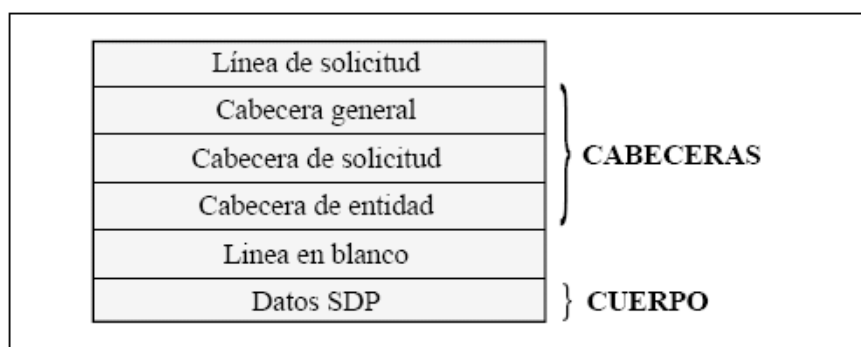 Línea de solicitud
Cabecera general
Cabecera de solicitud
Cabecera de entidad
Linea en blanco
Datos SDP
CABECERAS
CUERPO